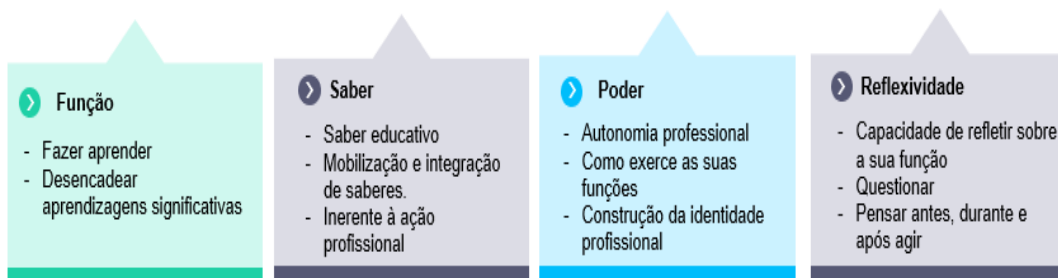 Função
- Fazer aprender
- Desencadear
aprendizagens significativas
Saber
- Saber educativo
- Mobilização e integração
de saberes.
- Inerente à ação
profissional
Poder
- Autonomia professional
- Como exerce as suas
funções
- Construção da identidade
profissional
Reflexividade
- Capacidade de refletir sobre
a sua função
- Questionar
- Pensar antes, durante e
após agir